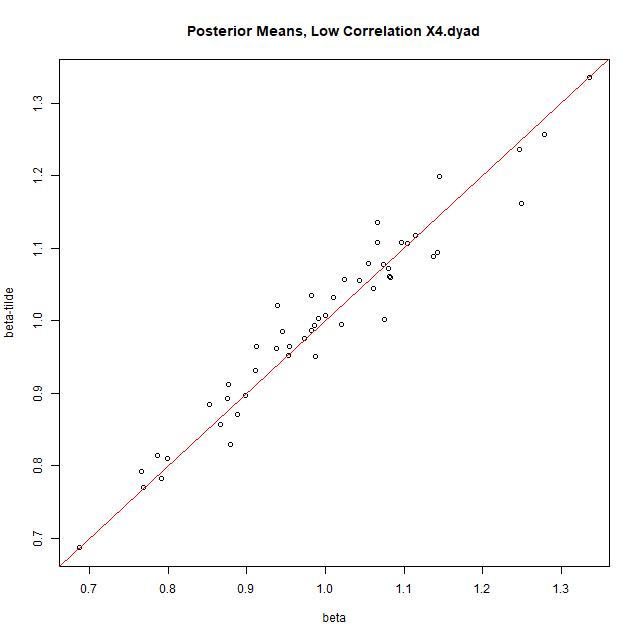 Posterior Means, Low Correlation X4.dyad
beta-tilde
1.3
1.2
1.1
1.0
0.9
0.8
0.7
0.7 0.8 0.9 1.0 1.1 1.2 1.3
beta